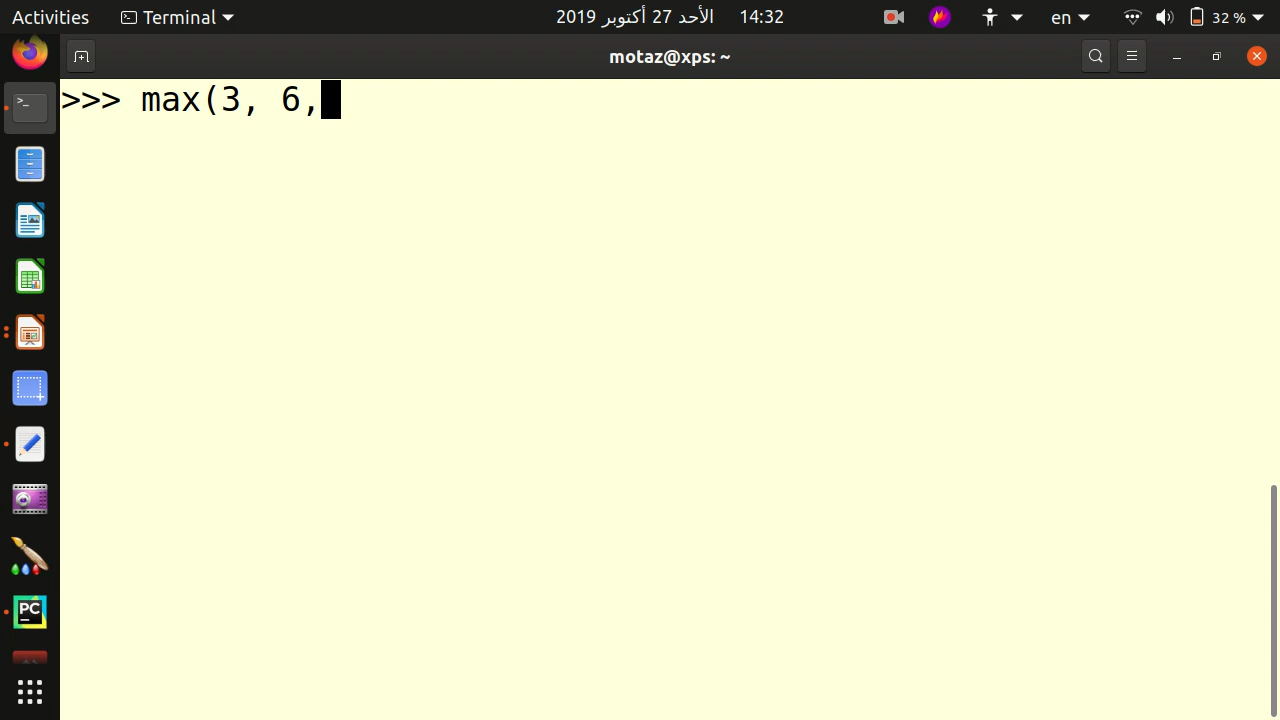 Activities Terminal الأحد 27 أكتوبر 2019 14:32 en 32 %
motaz@xps: ~
>>> max(3, 6,
>_
PC